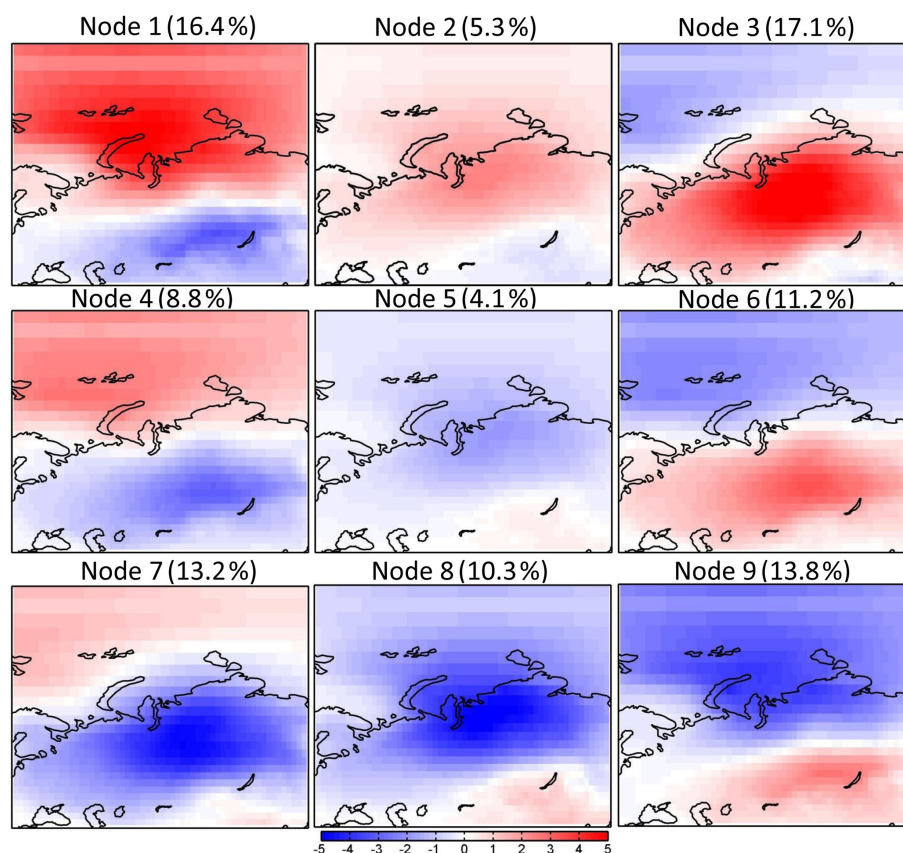 Node 1 (16.4%) Node 2 (5.3%) Node 3 (17.1%)
Node 4 (8.8%) Node 5 (4.1%) Node 6 (11.2%)
Node 7 (13.2%) Node 8 (10.3%) Node 9 (13.8%)
-5 -4 -3 -2 -1 0 1 2 3 4 5